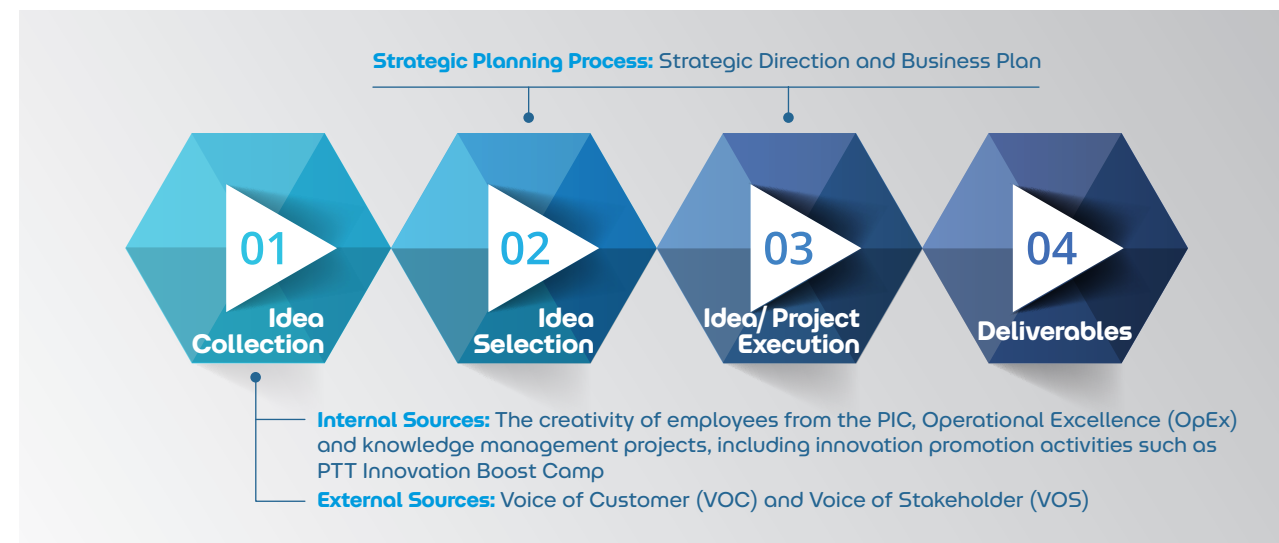 Strategic Planning Process: Strategic Direction and Business Plan
01
Idea
Collection
02
Idea
Selection
03
Idea/Project
Execution
04
Deliverables
Internal Sources: The creativity of employees from the PIC, Operational Excellence (OpEx)
and knowledge management projects, including innovation promotion activities such as
PTT Innovation Boost Camp
External Sources: Voice of Customer (VOC) and Voice of Stakeholder (VOS)